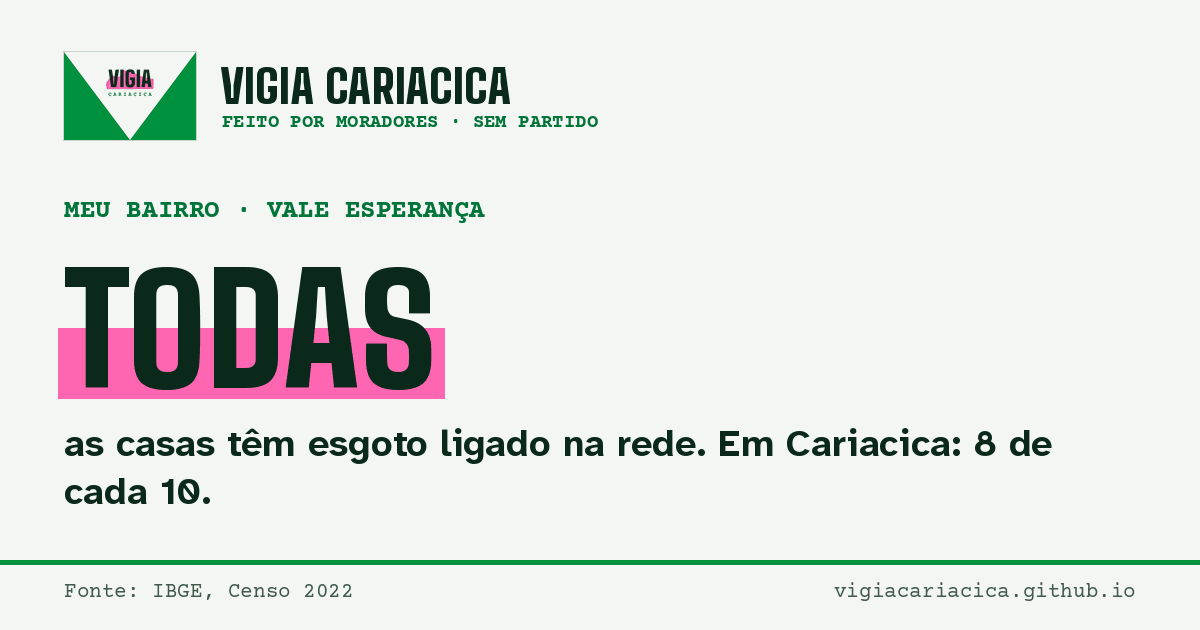 VIGIA
CARIACICA
VIGIA CARIACICA
FEITO POR MORADORES · SEM PARTIDO
MEU BAIRRO · VALE ESPERANÇA
TODAS
as casas têm esgoto ligado na rede. Em Cariacica: 8 de
cada 10.
Fonte: IBGE, Censo 2022
vigiacariacica.github.io